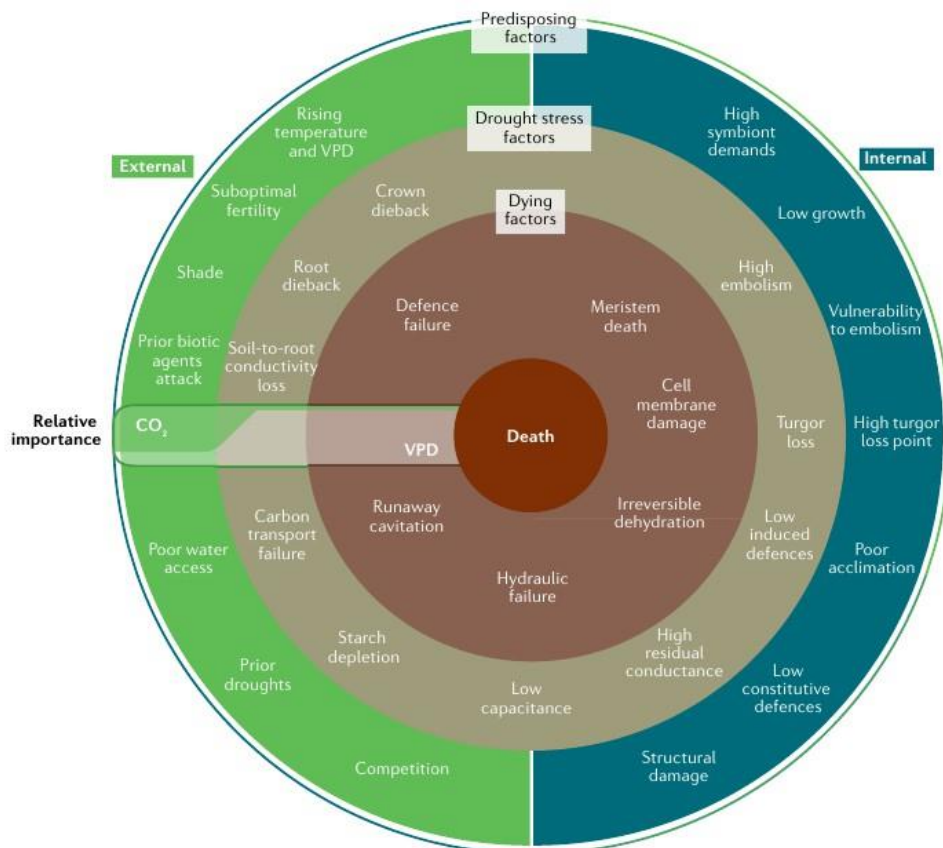 Predisposing
factors
Drought stress
factors
Dying
factors
External
Internal
Rising
temperature
and VPD
Suboptimal
fertility
Shade
Prior biotic
agents
attack
Relative
importance
CO₂
VPD
Poor water
access
Prior
droughts
Competition
High
symbiont
demands
Low growth
Vulnerability
to embolism
High turgor
loss point
Poor
acclimation
Low
constitutive
defences
Structural
damage
Crown
dieback
Root
dieback
Soil-to-root
conductivity
loss
Carbon
transport
failure
Starch
depletion
Low
capacitance
High
residual
conductance
Low
induced
defences
Turgor
loss
High
embolism
Defence
failure
Meristem
death
Cell
membrane
damage
Irreversible
dehydration
Hydraulic
failure
Runaway
cavitation
Death